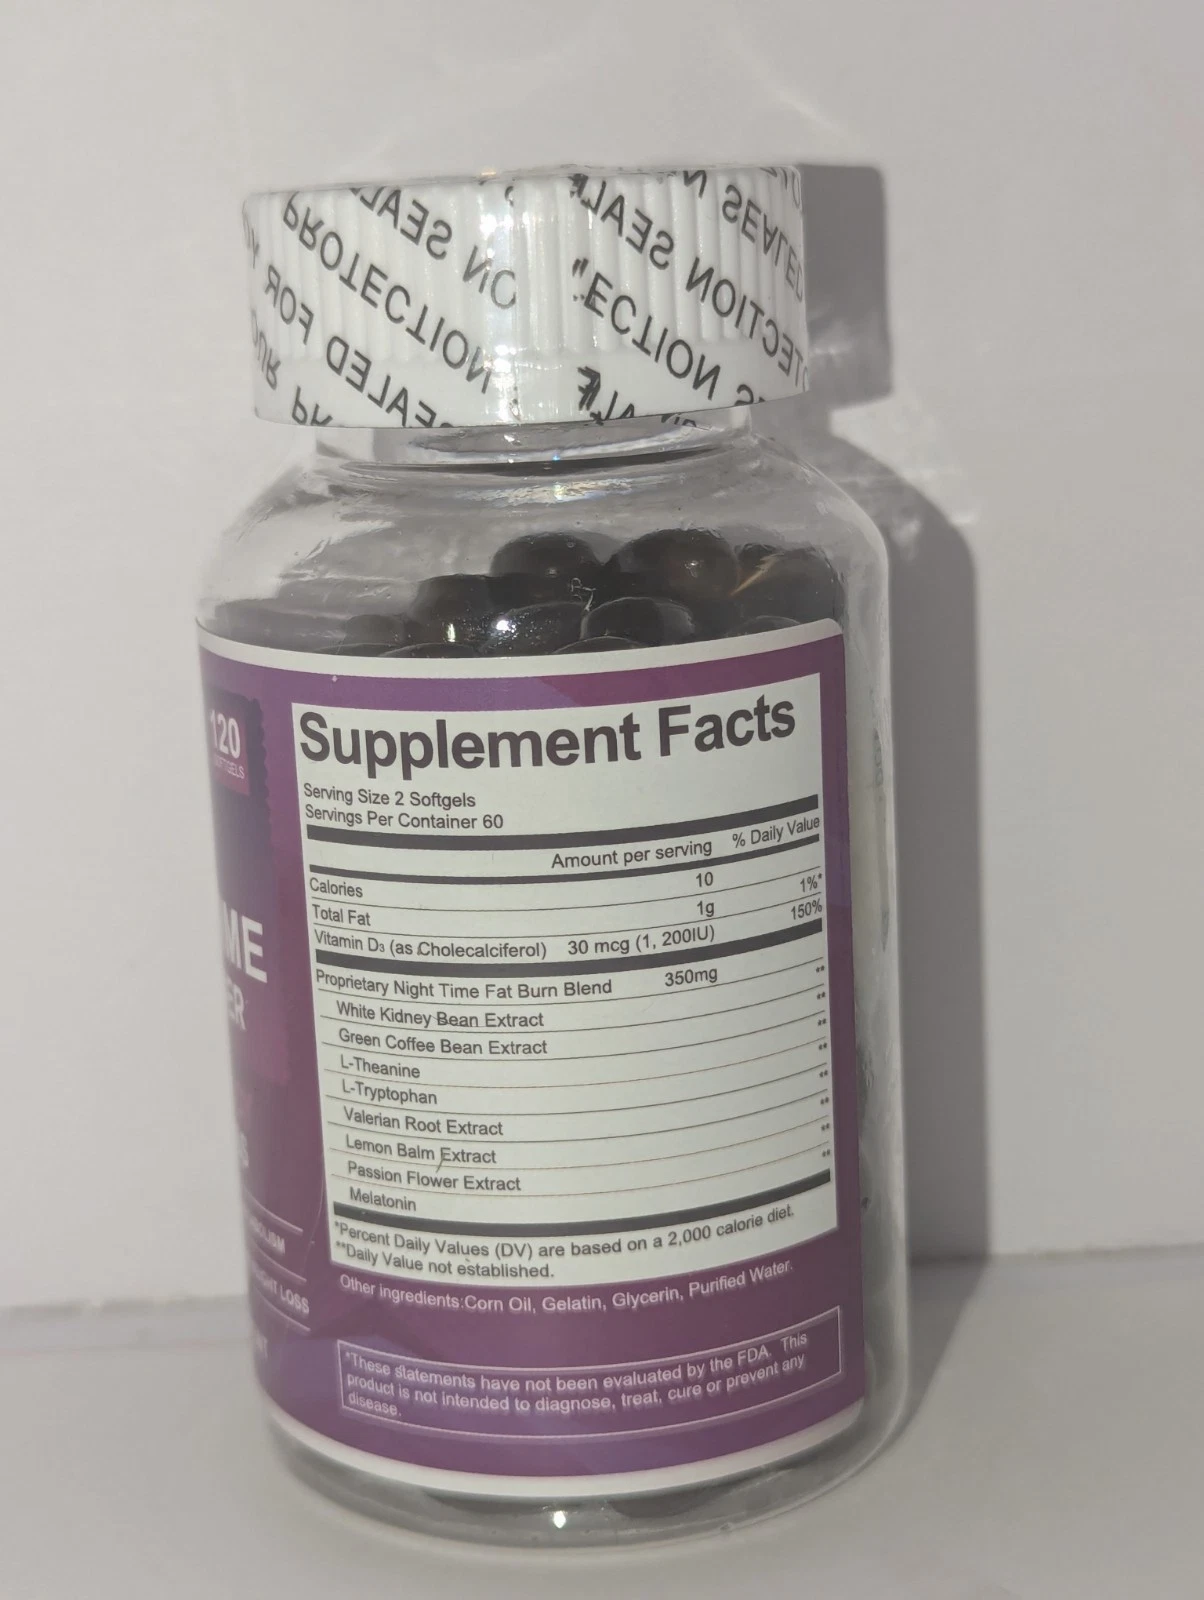 SEALED FOR
PROTECTION
120
SOFTGELS
Supplement Facts
Serving Size 2 Softgels
Servings Per Container 60
Amount per serving % Daily Value
Calories 10
Total Fat 1g 1%*
Vitamin D₃ (as Cholecalciferol) 30 mcg (1, 200IU) 150%
Proprietary Night Time Fat Burn Blend 350mg **
White Kidney Bean Extract **
Green Coffee Bean Extract **
L-Theanine **
L-Tryptophan **
Valerian Root Extract **
Lemon Balm Extract **
Passion Flower Extract **
Melatonin
*Percent Daily Values (DV) are based on a 2,000 calorie diet.
**Daily Value not established.
Other ingredients:Corn Oil, Gelatin, Glycerin, Purified Water.
*These statements have not been evaluated by the FDA. This
product is not intended to diagnose, treat, cure or prevent any
disease.
ME
ER
LOSS